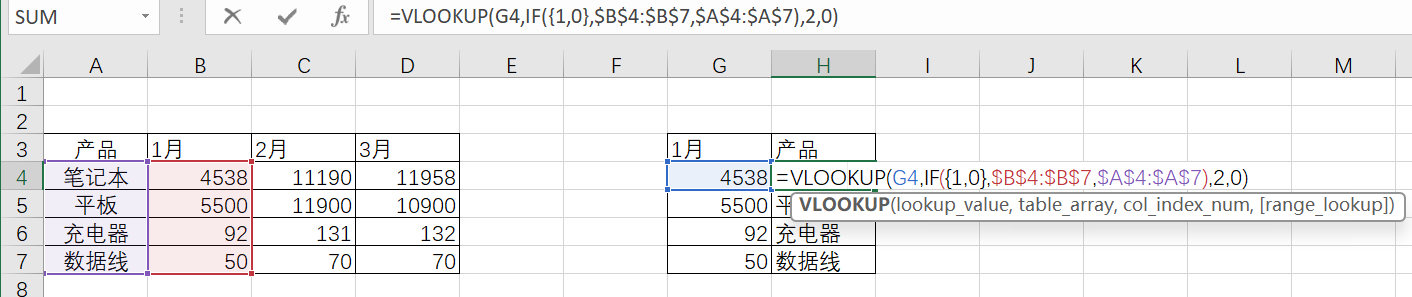 SUM fx =VLOOKUP(G4,IF({1,0},$B$4:$B$7,$A$4:$A$7),2,0)
A B C D E F G H I J K L M
1
2
3 产品 1月 2月 3月 1月 产品
4 笔记本 4538 11190 11958 4538 =VLOOKUP(G4,IF({1,0},$B$4:$B$7,$A$4:$A$7),2,0)
5 平板 5500 11900 10900 5500 VLOOKUP(lookup_value, table_array, col_index_num, [range_lookup])
6 充电器 92 131 132 92 充电器
7 数据线 50 70 70 50 数据线
8